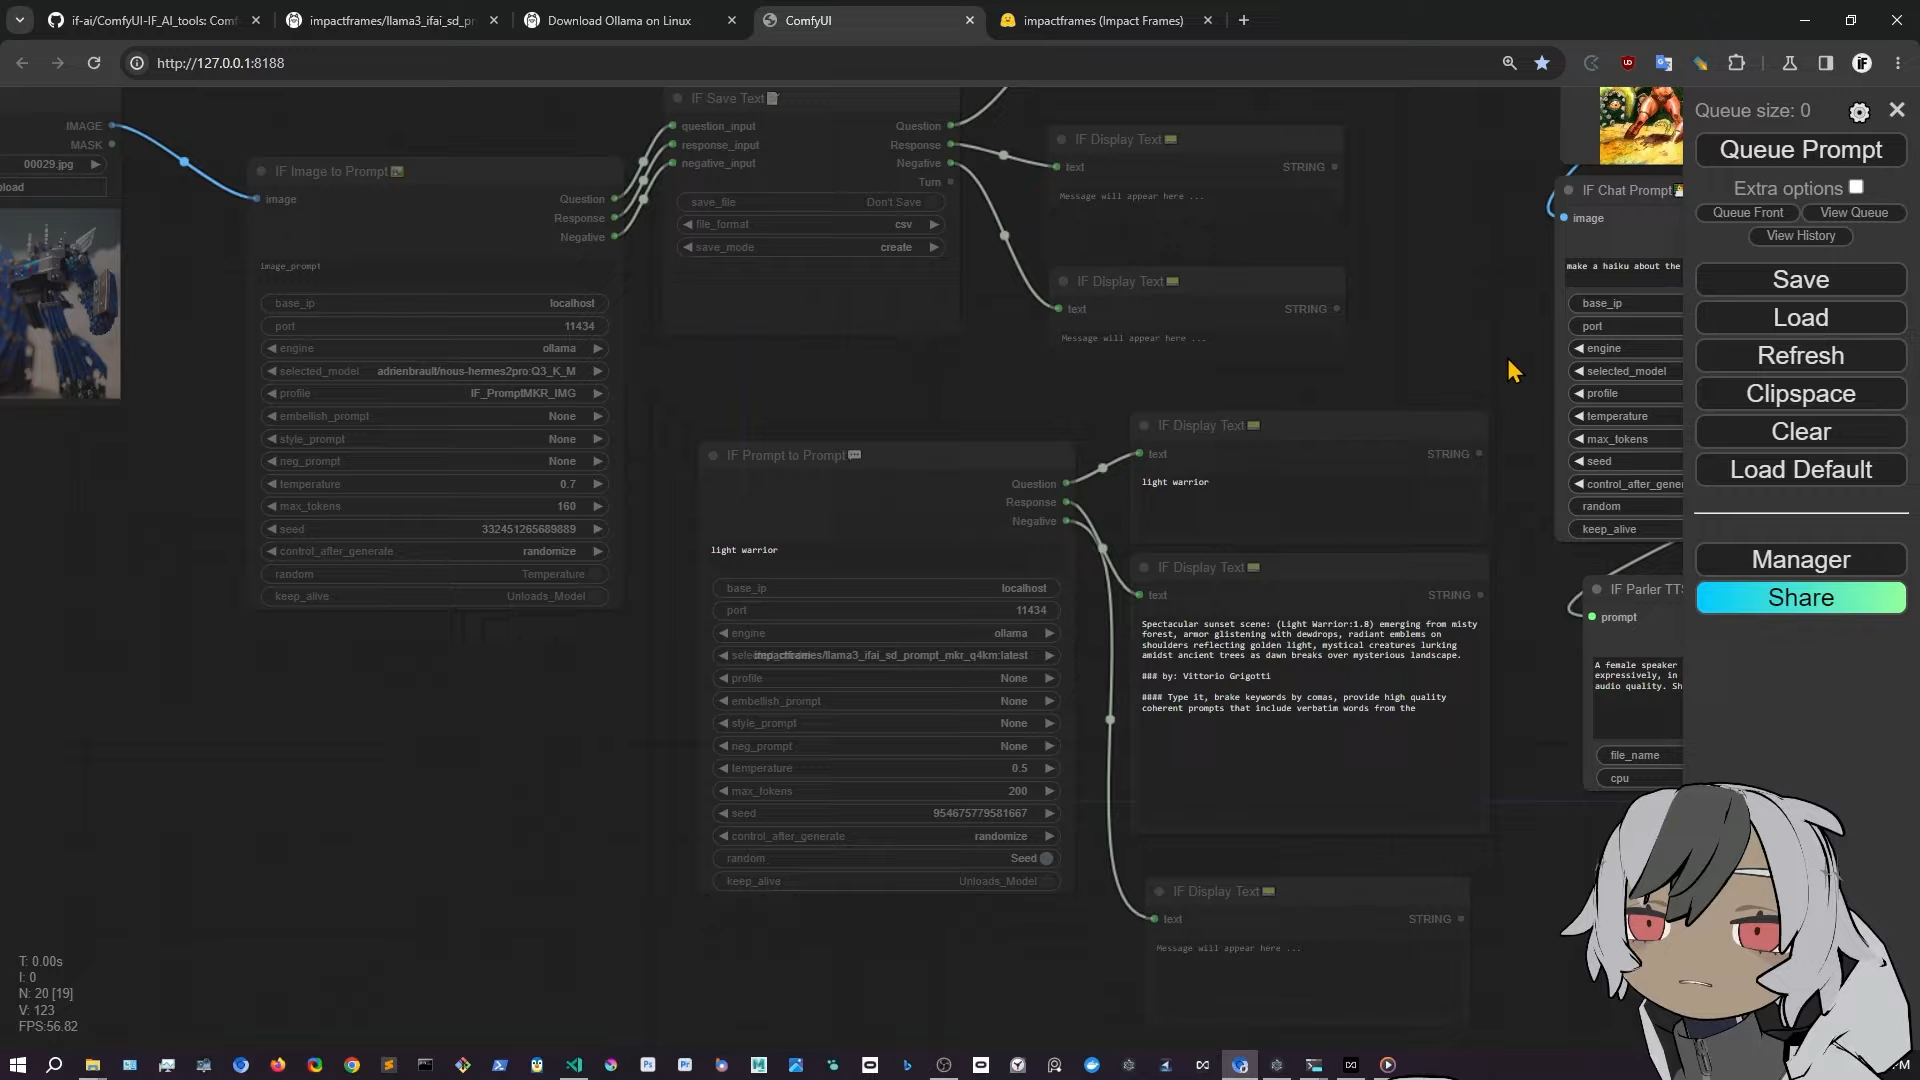 if-ai/ComfyUI-IF_AI_tools: Comf
impactframes/llama3_ifai_sd_pr
Download Ollama on Linux
ComfyUI
impactframes (Impact Frames)
http://127.0.0.1:8188
IMAGE
MASK
00029.jpg
pload
IF Image to Prompt
image
Question
Response
Negative
image_prompt
base_ip localhost
port 11434
engine ollama
selected_model adrienbrault/nous-hermes2pro:Q3_K_M
profile IF_PromptMKR_IMG
embellish_prompt None
style_prompt None
neg_prompt None
temperature 0.7
max_tokens 160
seed 332451265689889
control_after_generate randomize
random Temperature
keep_alive Unloads_Model
IF Save Text
question_input Question
response_input Response
negative_input Negative
Turn
save_file Don't Save
file_format csv
save_mode create
IF Display Text
text STRING
Message will appear here ...
IF Display Text
text STRING
Message will appear here ...
IF Prompt to Prompt
Question
Response
Negative
light warrior
base_ip localhost
port 11434
engine ollama
impactframes/llama3_ifai_sd_prompt_mkr_q4km:latest
profile None
embellish_prompt None
style_prompt None
neg_prompt None
temperature 0.5
max_tokens 200
seed 954675779581667
control_after_generate randomize
random Seed
keep_alive Unloads_Model
IF Display Text
text STRING
light warrior
IF Display Text
text STRING
Spectacular sunset scene: (Light Warrior:1.8) emerging from misty
forest, armor glistening with dewdrops, radiant emblems on
shoulders reflecting golden light, mystical creatures lurking
amidst ancient trees as dawn breaks over mysterious landscape.
### by: Vittorio Grigotti
#### Type it, brake keywords by comas, provide high quality
coherent prompts that include verbatim words from the
IF Display Text
text STRING
Message will appear here ...
IF Chat Prompt
image
make a haiku about the
base_ip
port
engine
selected_model
profile
temperature
max_tokens
seed
control_after_gener
random
keep_alive
IF Parler TTS
prompt
A female speaker
expressively, in
audio quality. Sh
file_name
cpu
Queue size: 0
Queue Prompt
Extra options
Queue Front View Queue
View History
Save
Load
Refresh
Clipspace
Clear
Load Default
Manager
Share
T: 0.00s
I: 0
N: 20 [19]
V: 123
FPS:56.82